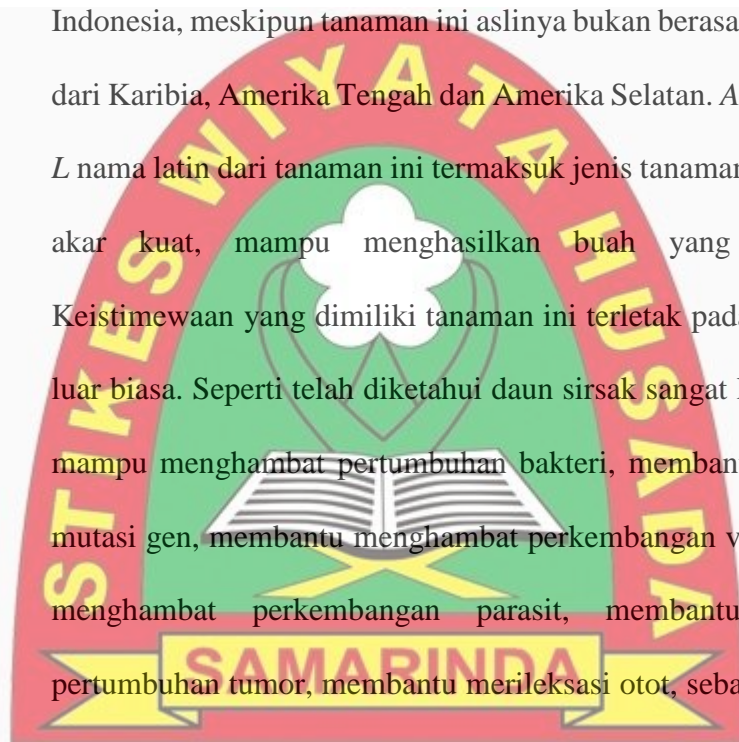 Indonesia, meskipun tanaman ini aslinya bukan berasa
dari Karibia, Amerika Tengah dan Amerika Selatan. A
L nama latin dari tanaman ini termaksuk jenis tanaman
akar kuat, mampu menghasilkan buah yang
Keistimewaan yang dimiliki tanaman ini terletak pada
luar biasa. Seperti telah diketahui daun sirsak sangat
mampu menghambat pertumbuhan bakteri, memban
mutasi gen, membantu menghambat perkembangan v
menghambat perkembangan parasit, membantu
pertumbuhan tumor, membantu merileksasi otot, seba
STIKES WIYATA HUSADA
SAMARINDA